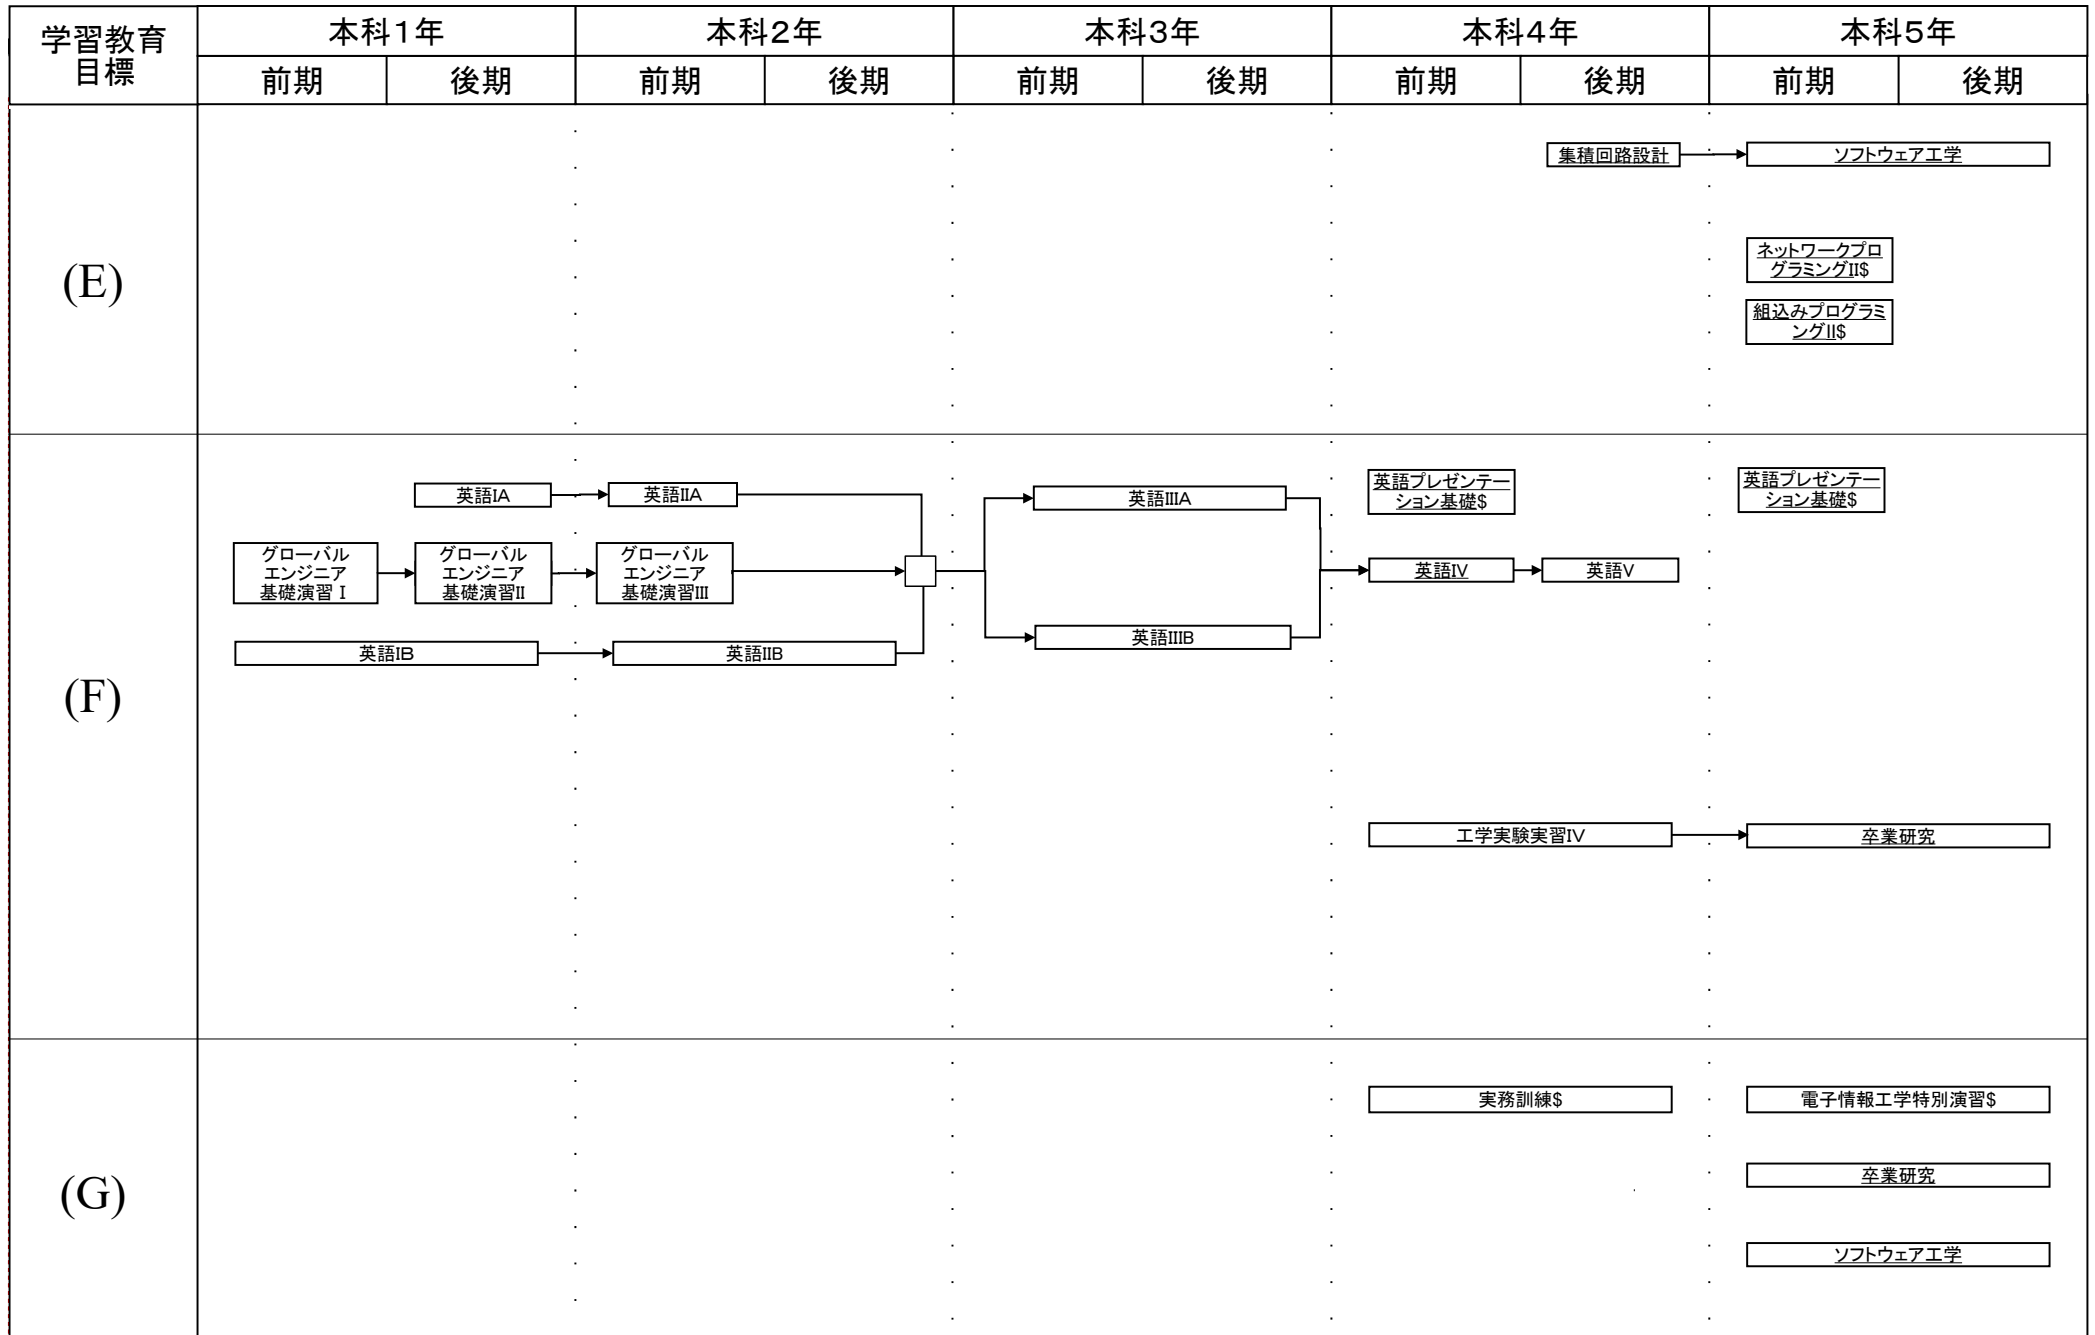 学習教育
目標
本科1年
本科2年
本科3年
本科4年
本科5年
前期
後期
前期
後期
前期
後期
前期
後期
前期
後期
(E)
集積回路設計
ソフトウェア工学
ネットワークプロ
グラミングII$
組込みプログラミ
ングII$
(F)
英語IA
英語IIA
英語IIIA
英語プレゼンテー
ション基礎$
英語プレゼンテー
ション基礎$
グローバル
エンジニア
基礎演習 I
グローバル
エンジニア
基礎演習II
グローバル
エンジニア
基礎演習III
英語IV
英語V
英語IB
英語IIB
英語IIIB
工学実験実習IV
卒業研究
(G)
実務訓練$
電子情報工学特別演習$
卒業研究
ソフトウェア工学